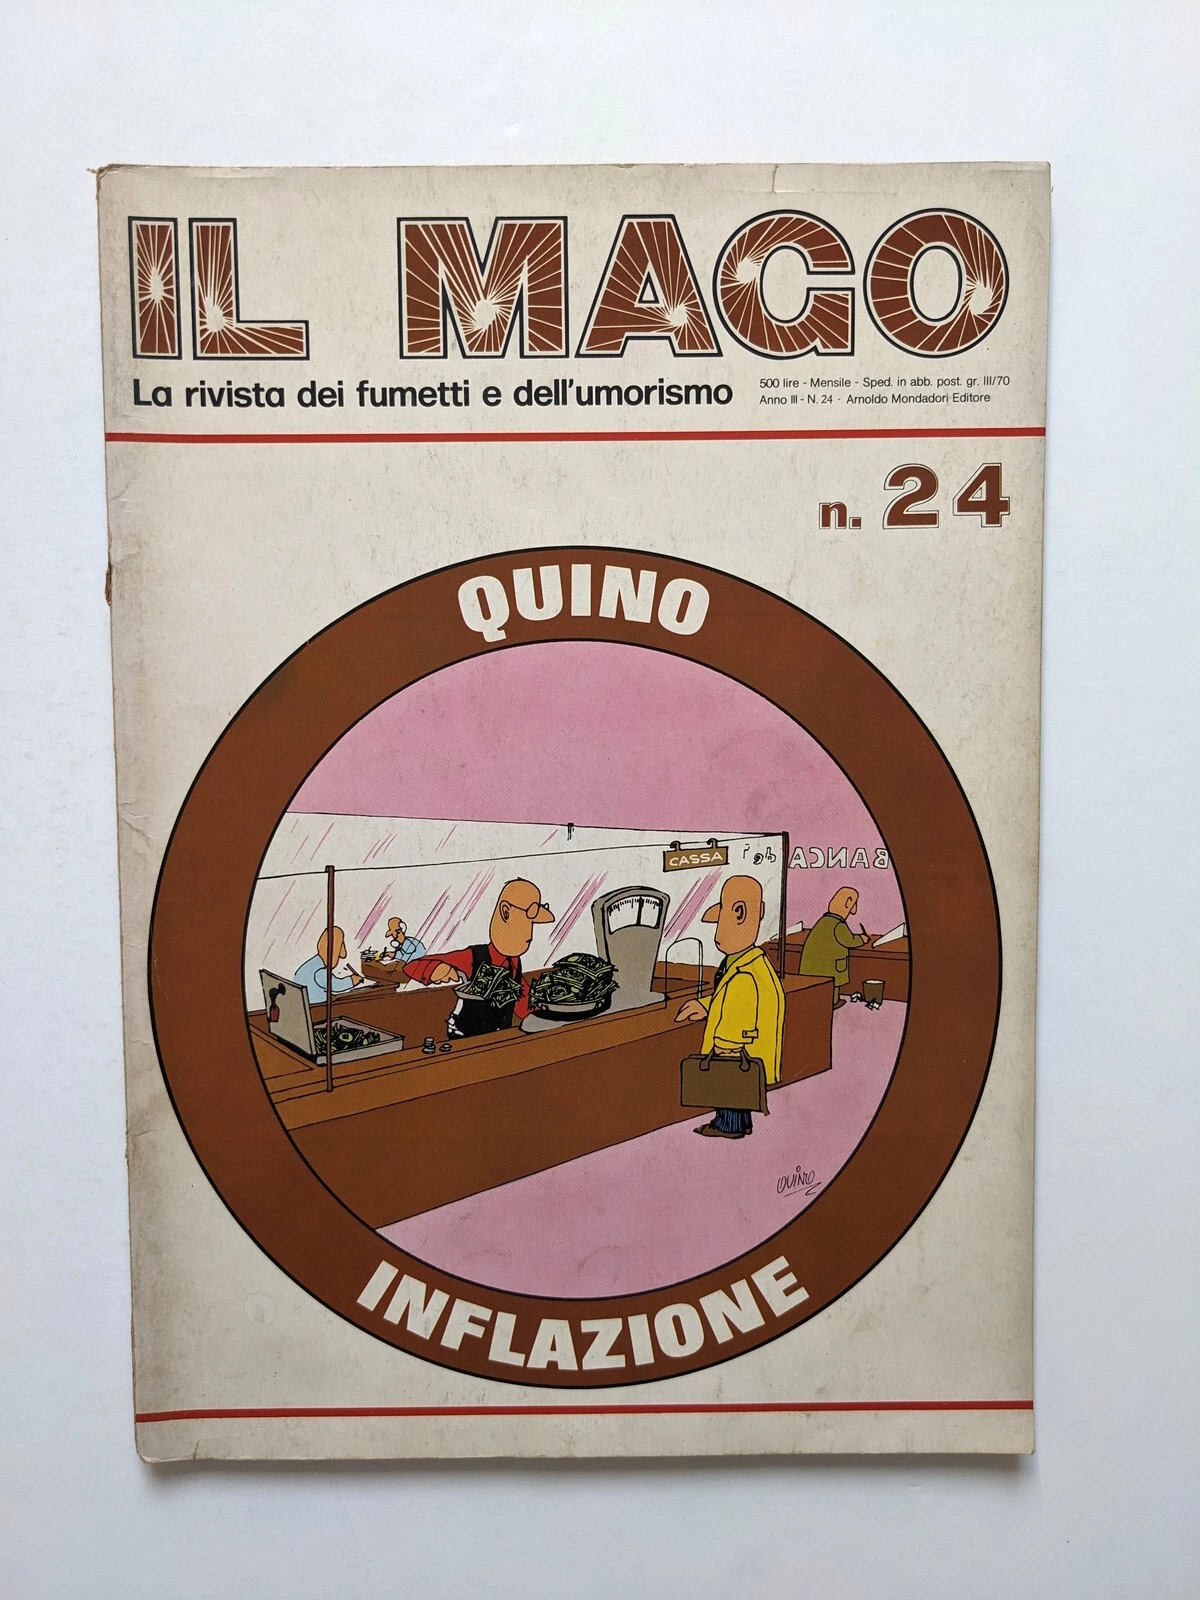 IL MAGO
La rivista dei fumetti e dell'umorismo
500 lire - Mensile - Sped. in abb. post. gr. III/70
Anno III - N. 24 - Arnoldo Mondadori Editore
n. 24
QUINO
CASSA
BANCA
QUINO
INFLAZIONE